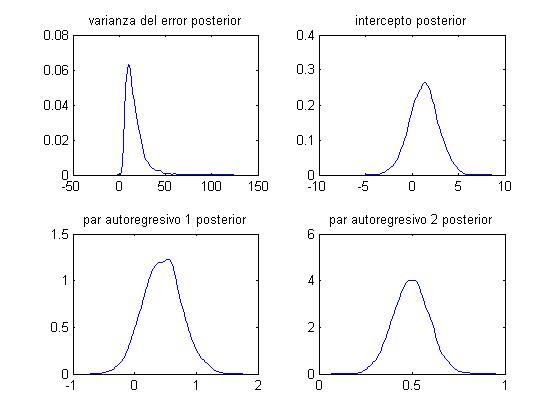 varianza del error posterior
0.08
0.06
0.04
0.02
0
-50 0 50 100 150
intercepto posterior
0.4
0.3
0.2
0.1
0
-10 -5 0 5 10
par autoregresivo 1 posterior
1.5
1
0.5
0
-1 0 1 2
par autoregresivo 2 posterior
6
4
2
0
0 0.5 1